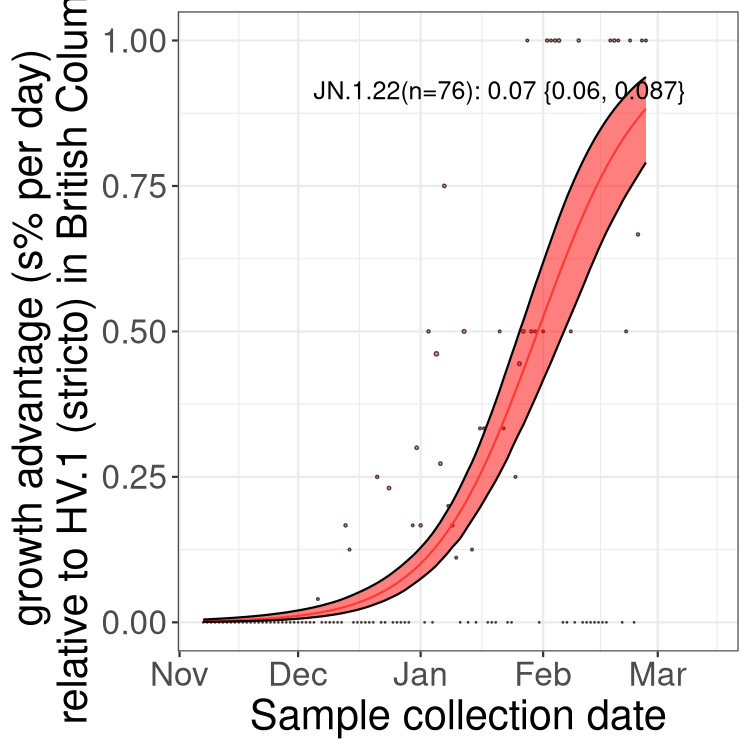 growth advantage (s% per day)
relative to HV.1 (stricto) in British Colum
1.00
0.75
0.50
0.25
0.00
JN.1.22(n=76): 0.07 {0.06, 0.087}
Nov Dec Jan Feb Mar
Sample collection date